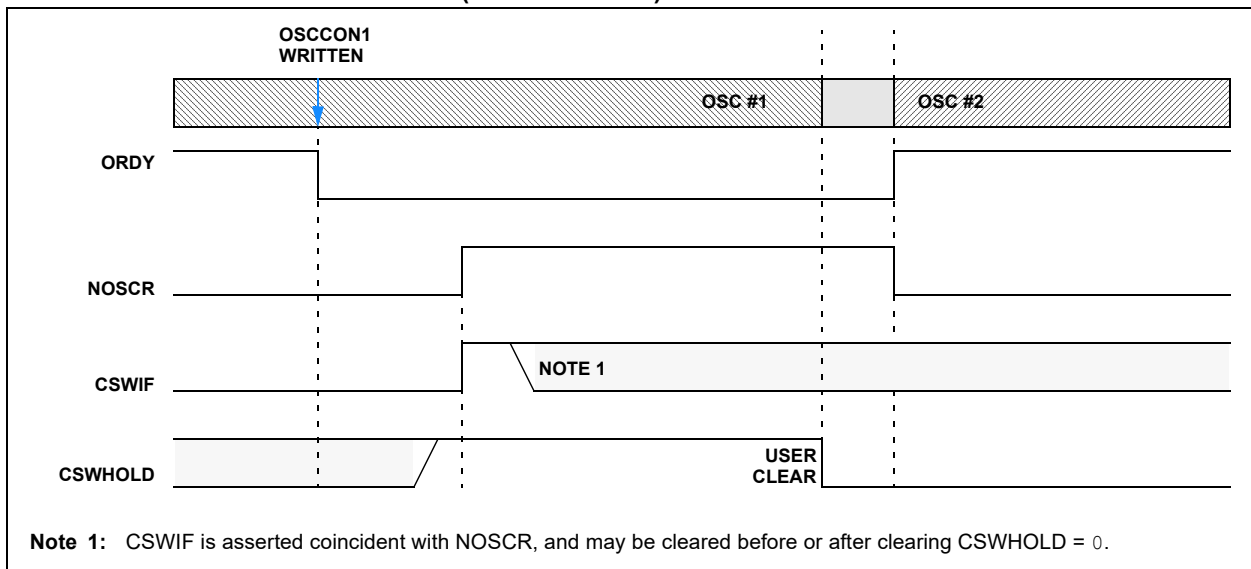 OSCCON1
WRITTEN
OSC #1
OSC #2
ORDY
NOSCR
CSWIF
NOTE 1
CSWHOLD
USER
CLEAR
Note 1: CSWIF is asserted coincident with NOSCR, and may be cleared before or after clearing CSWHOLD = 0.